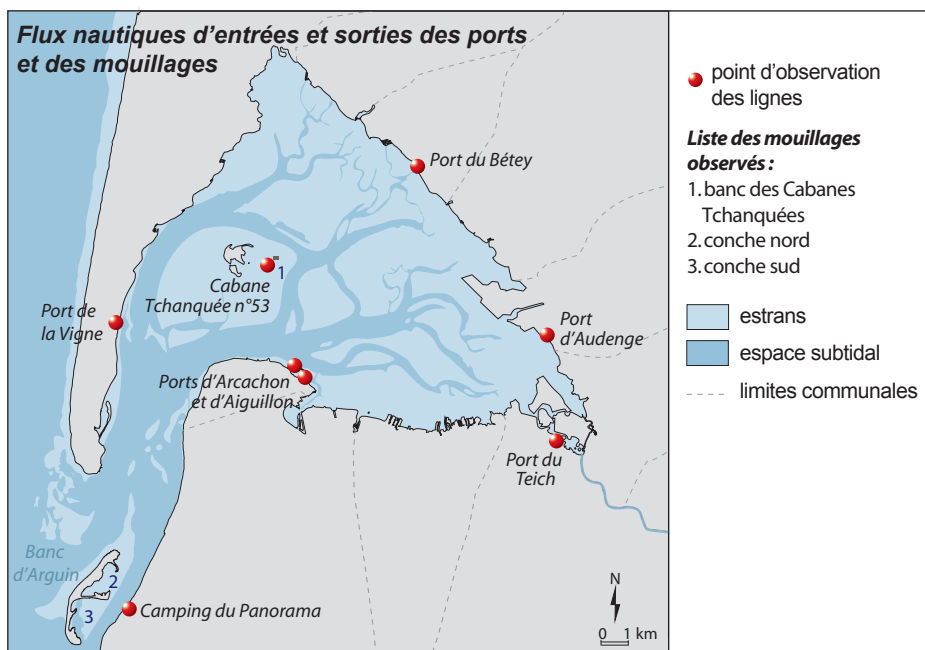 Flux nautiques d'entrées et sorties des ports
et des mouillages
Port du Bétey
1
Cabane
Tchanquée n°53
Port de
la Vigne
Port
d'Audenge
Ports d'Arcachon
et d'Aiguillon
Port du
Teich
Banc
d'Arguin
2
3
Camping du Panorama
N
0 1 km
point d'observation
des lignes
Liste des mouillages
observés :
1. banc des Cabanes
Tchanquées
2. conche nord
3. conche sud
estrans
espace subtidal
limites communales